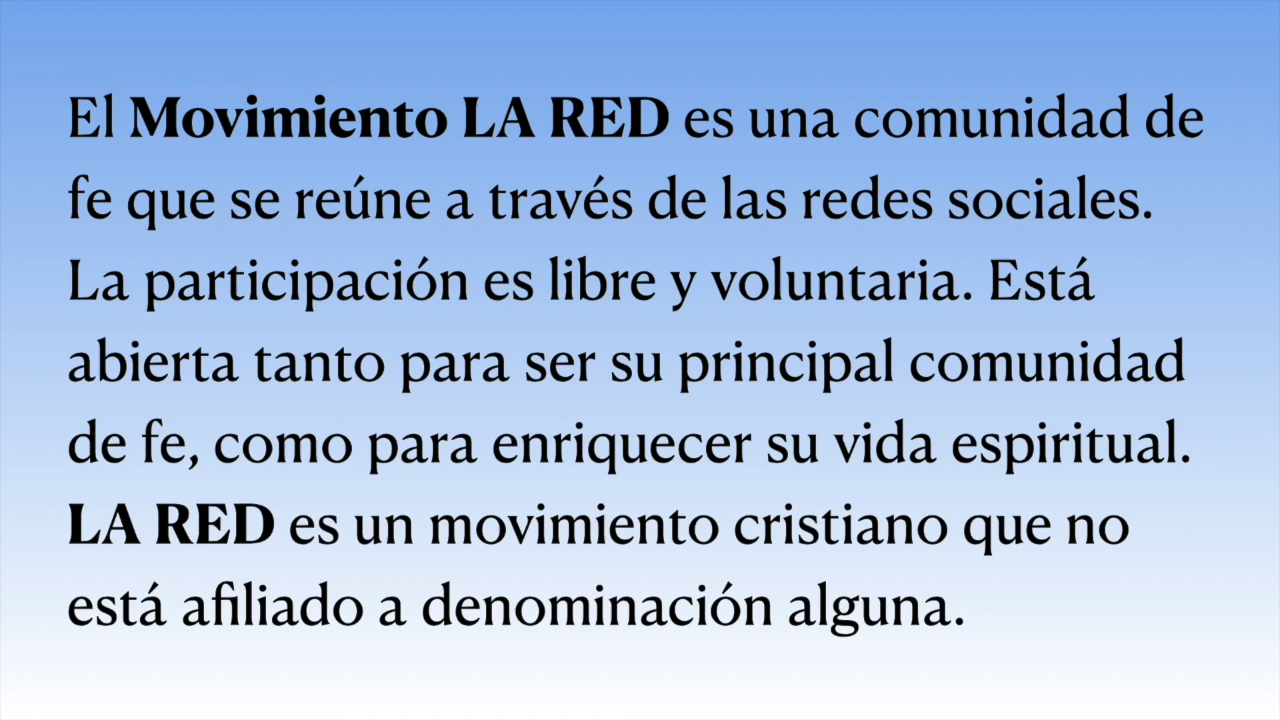 El Movimiento LA RED es una comunidad de
fe que se reúne a través de las redes sociales.
La participación es libre y voluntaria. Está
abierta tanto para ser su principal comunidad
de fe, como para enriquecer su vida espiritual.
LA RED es un movimiento cristiano que no
está afiliado a denominación alguna.